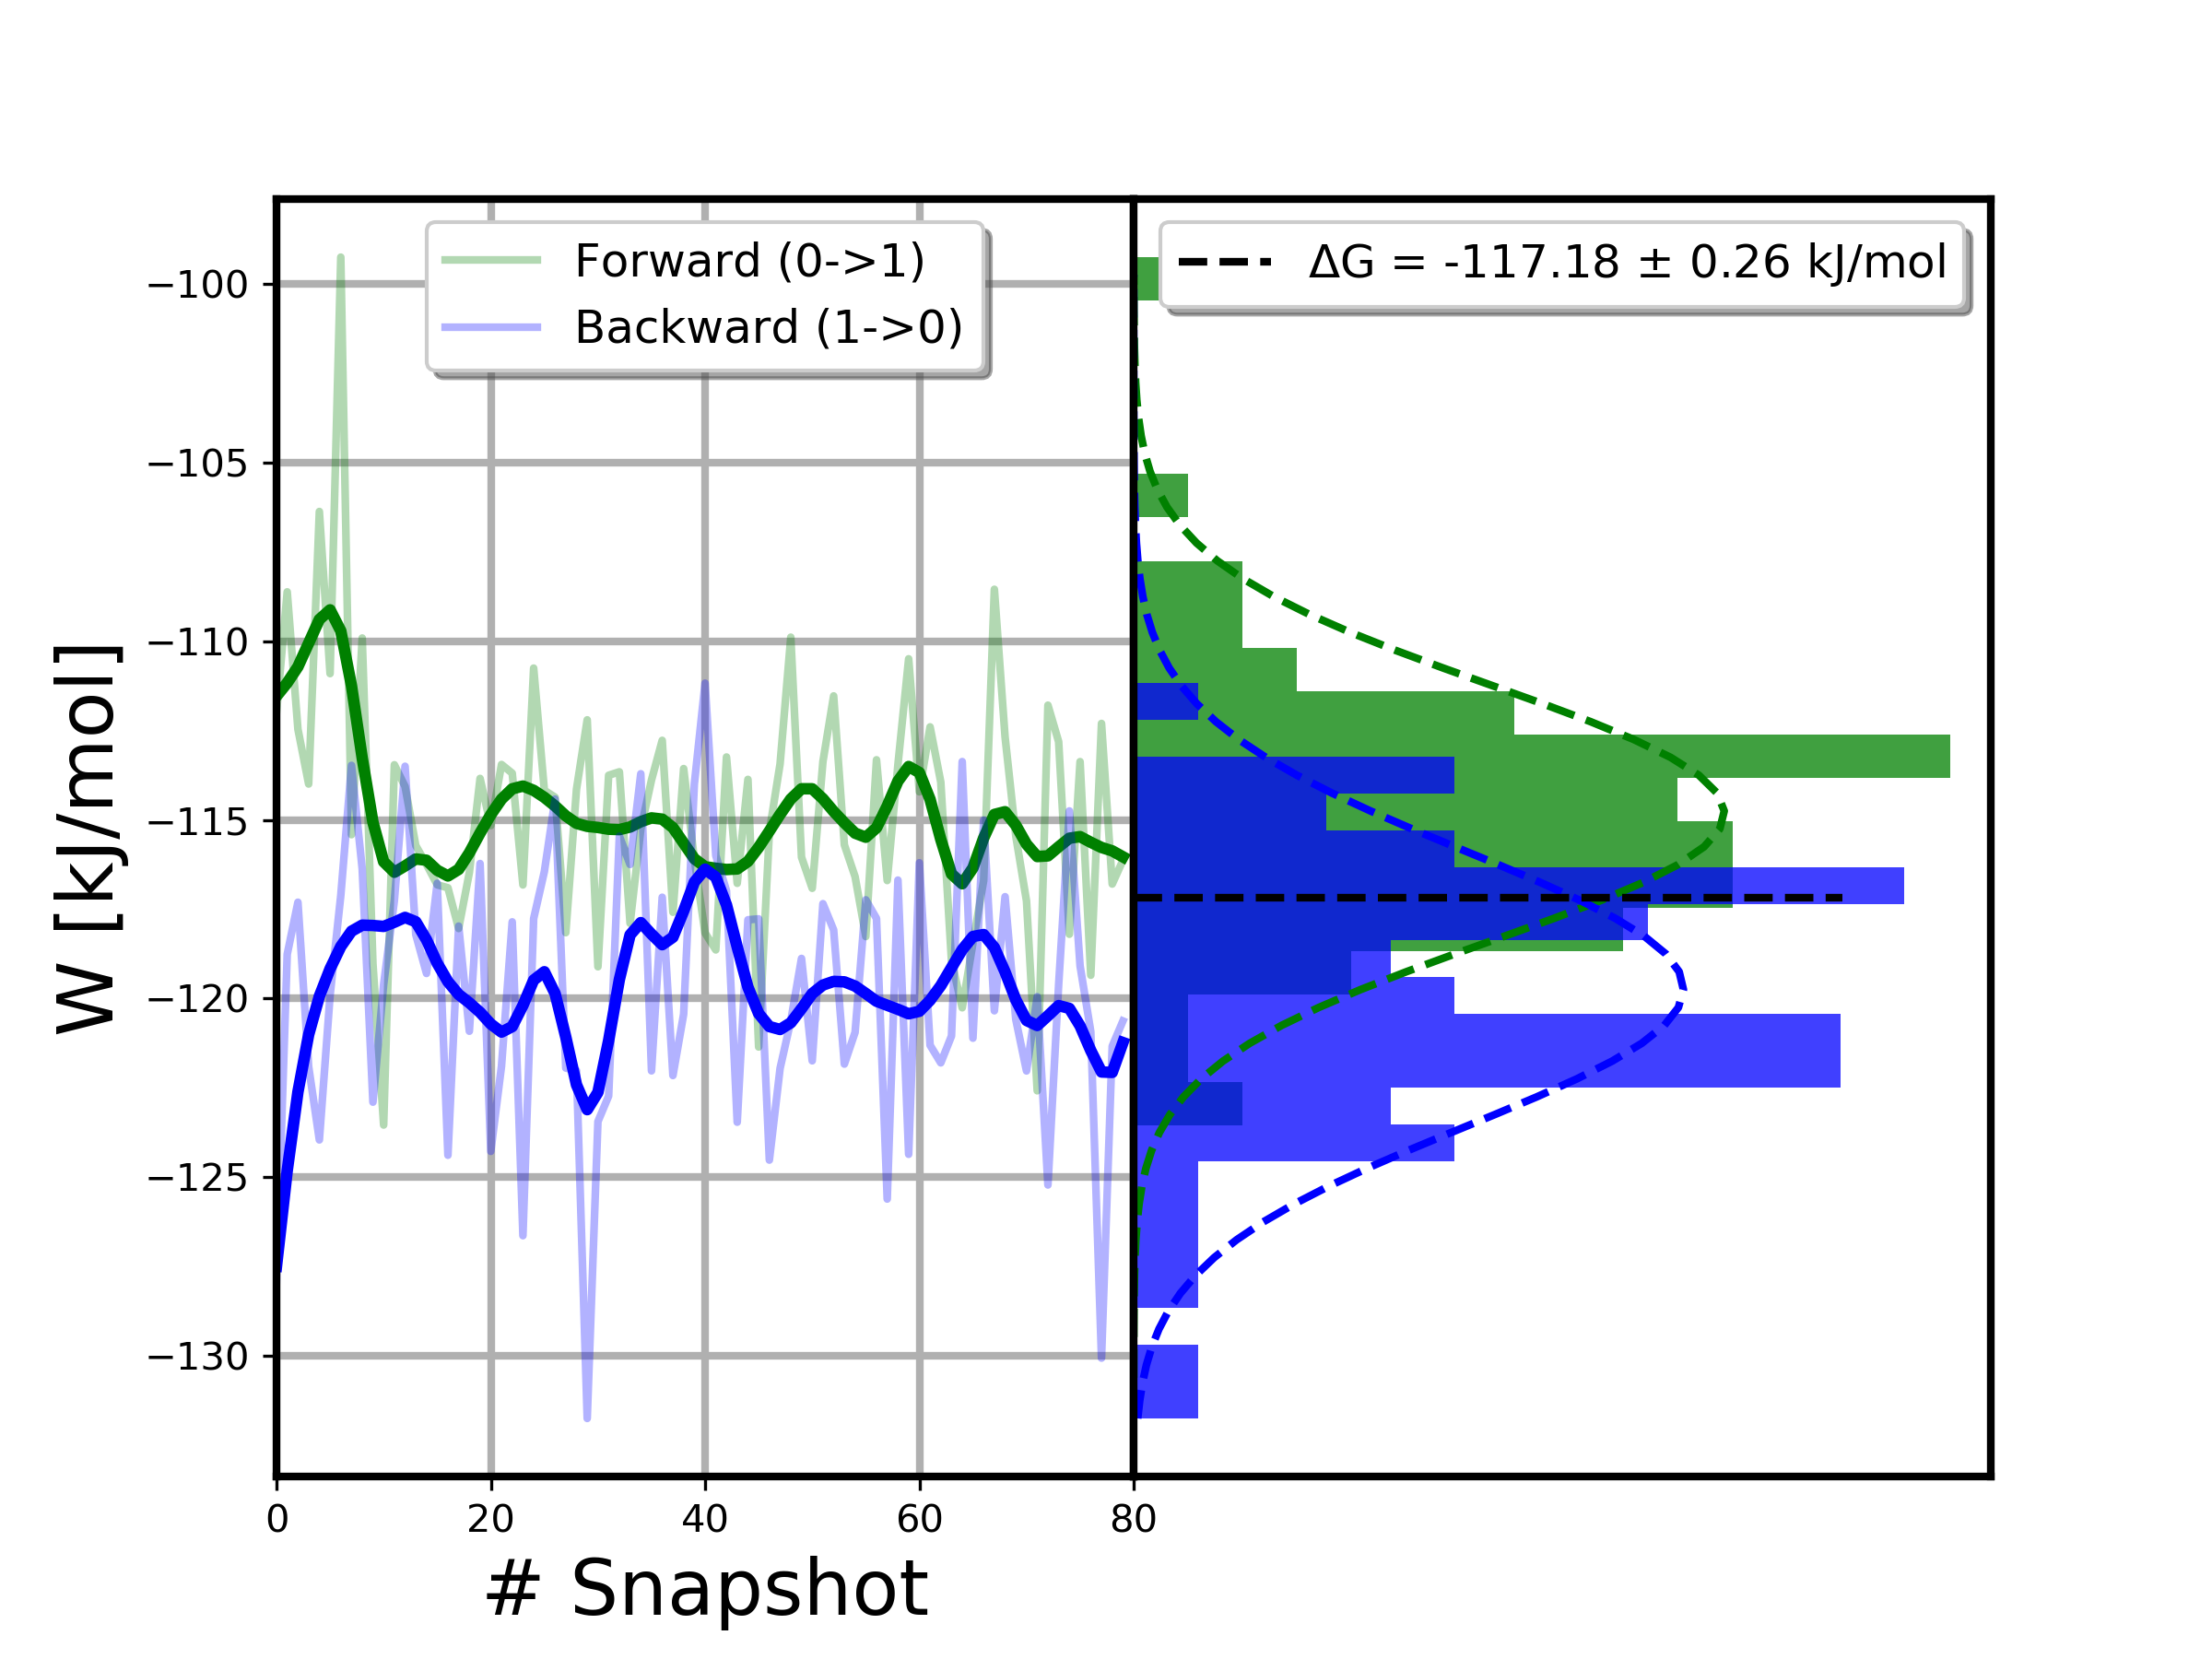 Forward (0->1)
Backward (1->0)
ΔG = -117.18 ± 0.26 kJ/mol
W [kJ/mol]
−100
−105
−110
−115
−120
−125
−130
0 20 40 60 80
# Snapshot